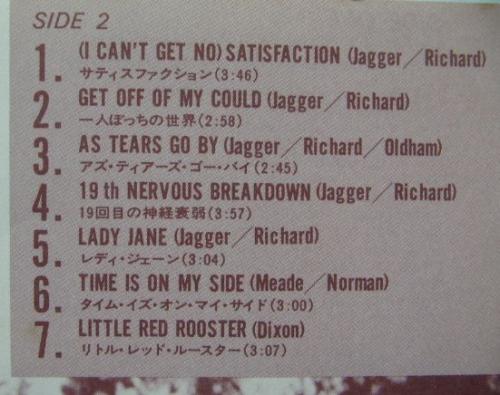 SIDE 2
1. (I CAN'T GET NO) SATISFACTION (Jagger／Richard)
サティスファクション(3:46)
2. GET OFF OF MY COULD (Jagger／Richard)
一人ぼっちの世界(2:58)
3. AS TEARS GO BY (Jagger／Richard／Oldham)
アズ・ティアーズ・ゴー・バイ(2:45)
4. 19th NERVOUS BREAKDOWN (Jagger／Richard)
19回目の神経衰弱(3:57)
5. LADY JANE (Jagger／Richard)
レディ・ジェーン(3:04)
6. TIME IS ON MY SIDE (Meade／Norman)
タイム・イズ・オン・マイ・サイド(3:00)
7. LITTLE RED ROOSTER (Dixon)
リトル・レッド・ルースター(3:07)